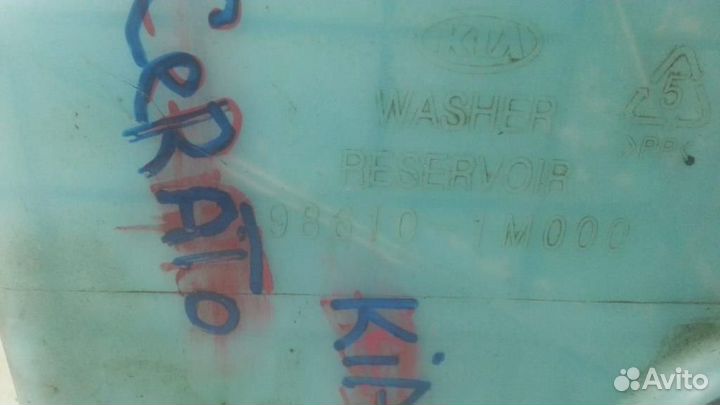 KIA
WASHER
RESERVOIR
98610 1M000
5
>PP<
CERATO
KIA
Avito